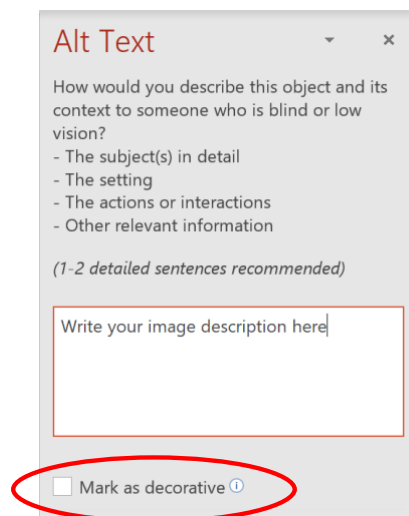 Alt Text
How would you describe this object and its
context to someone who is blind or low
vision?
- The subject(s) in detail
- The setting
- The actions or interactions
- Other relevant information
(1-2 detailed sentences recommended)
Write your image description here
Mark as decorative